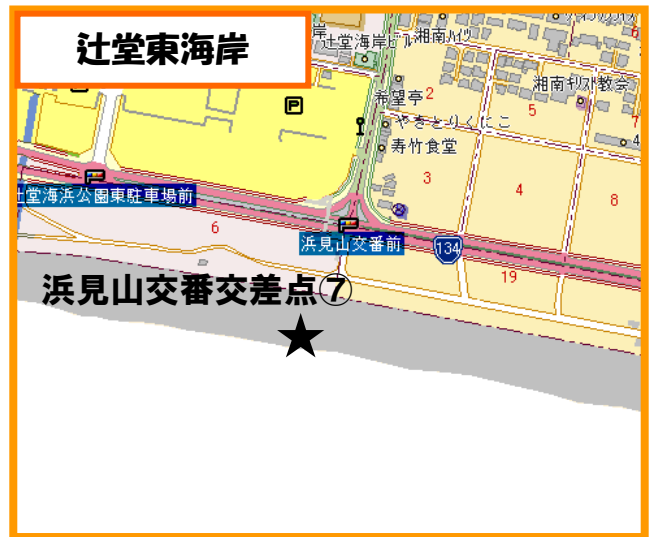 辻堂東海岸
辻堂海岸ビル
湘南ハイツ
湘南キリスト教会
希望亭
2
5
7
やきとりくにこ
寿竹食堂
4
3
4
8
P
辻堂海浜公園東駐車場前
6
浜見山交番前
134
19
浜見山交番交差点⑦